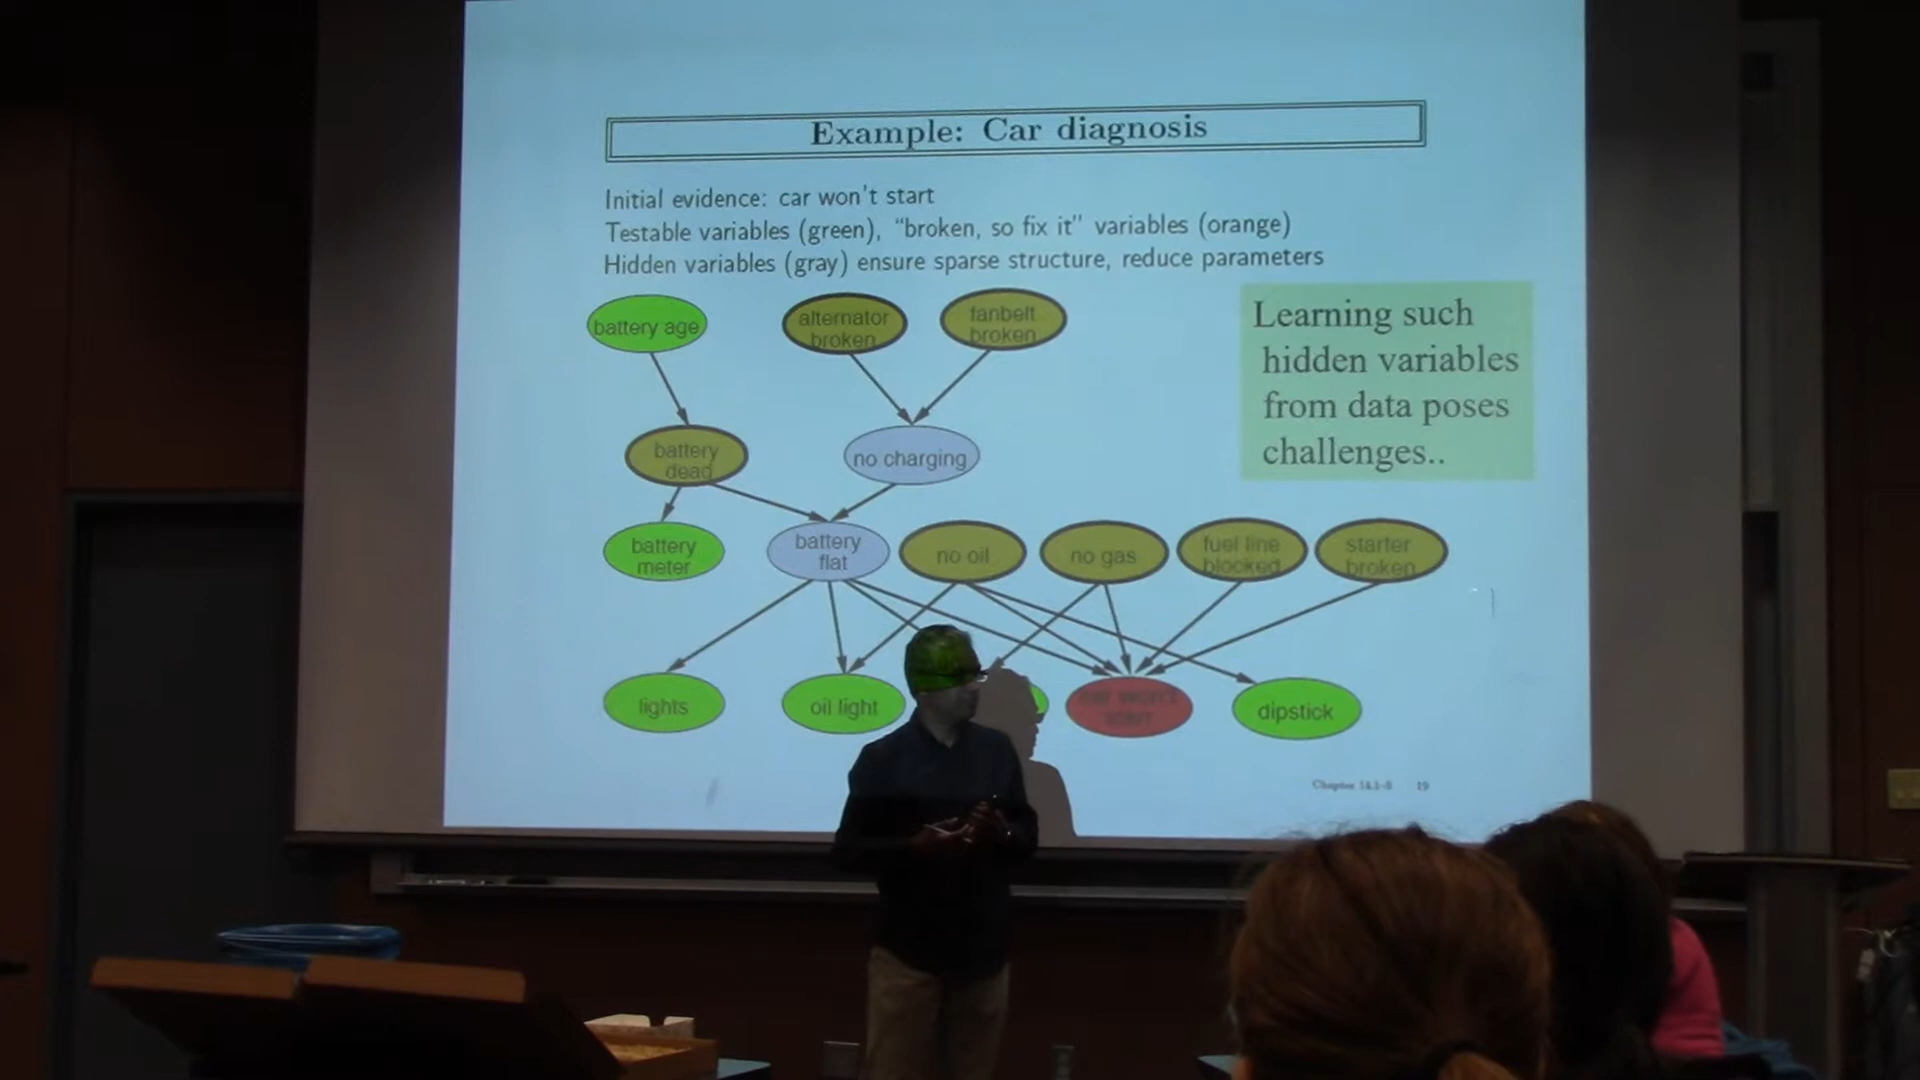 Example: Car diagnosis
Initial evidence: car won't start
Testable variables (green), "broken, so fix it" variables (orange)
Hidden variables (gray) ensure sparse structure, reduce parameters
Learning such
hidden variables
from data poses
challenges..
battery age
alternator
broken
fanbelt
broken
battery
dead
no charging
battery
meter
battery
flat
no oil
no gas
fuel line
blocked
starter
broken
lights
oil light
car won't
start
dipstick
Chapter 14.1–3 19